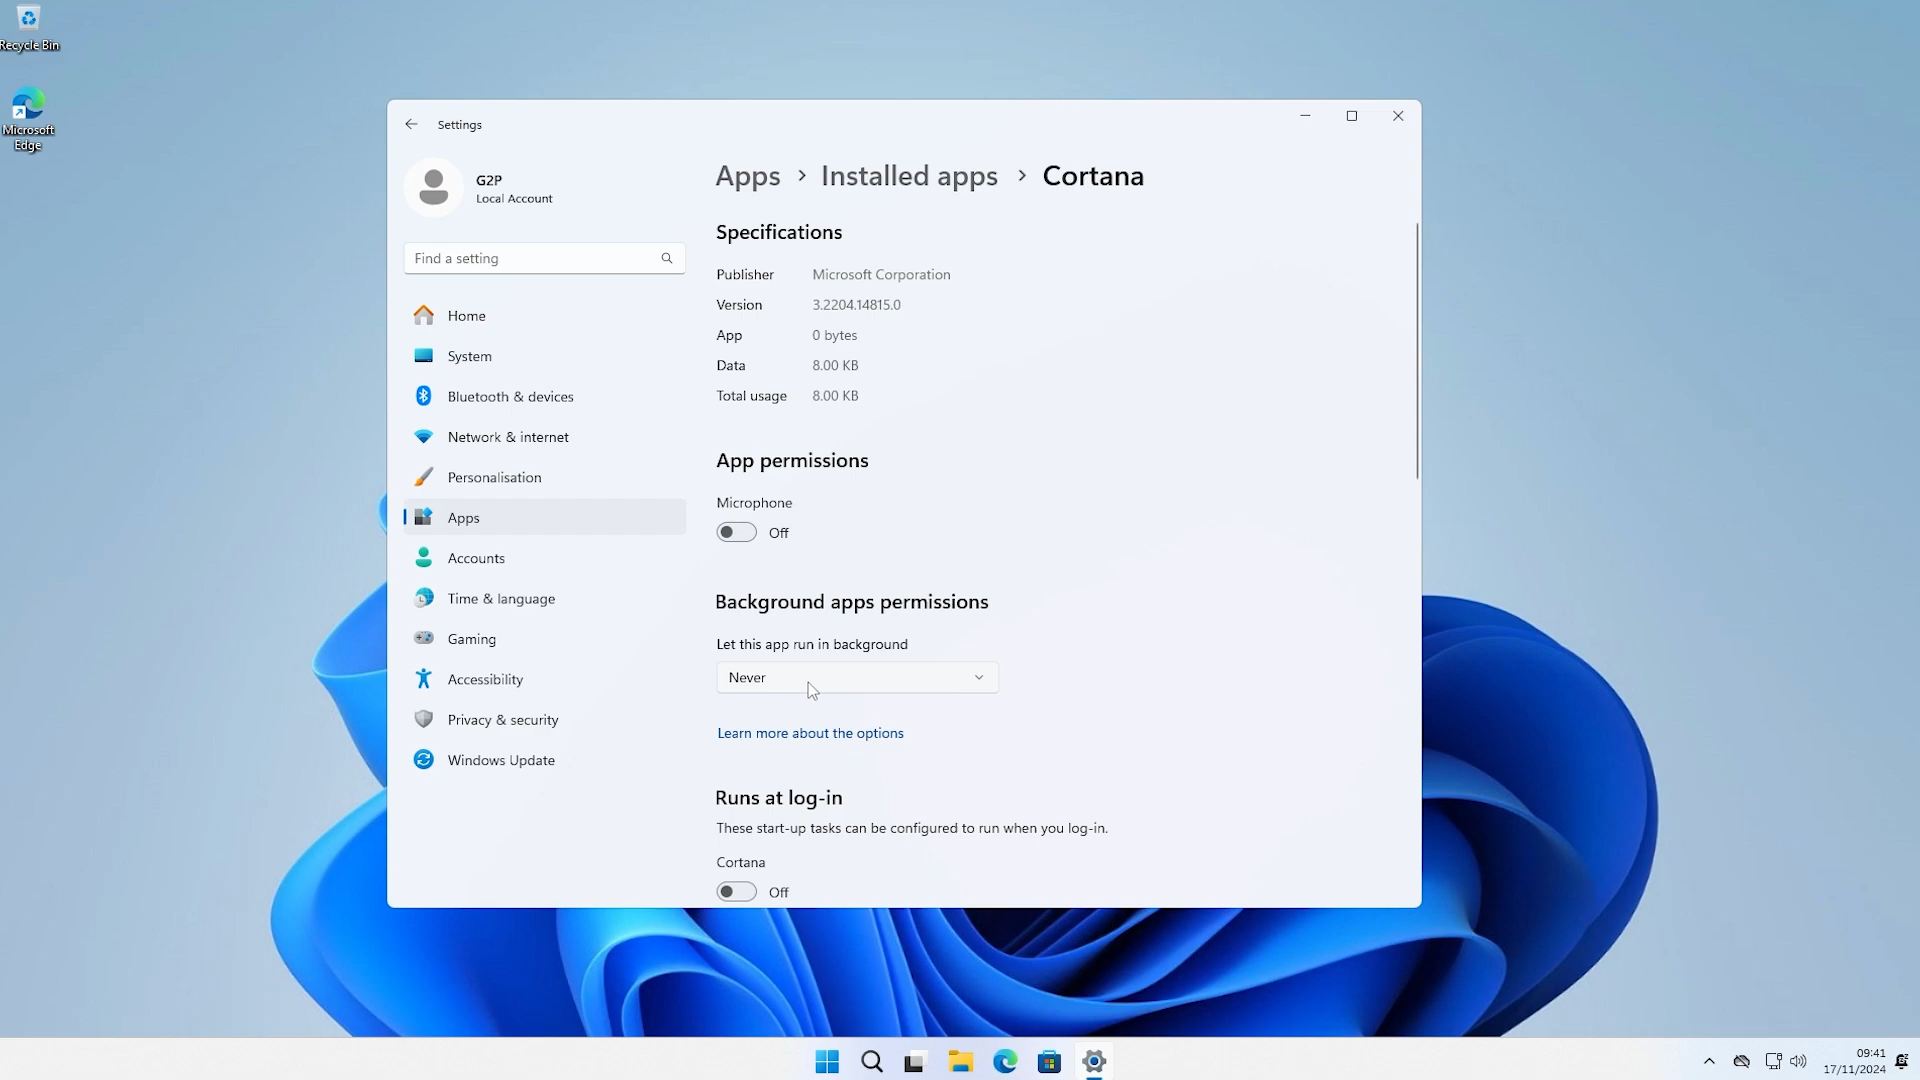 Recycle Bin
Microsoft
Edge
Settings
G2P
Local Account
Find a setting
Home
System
Bluetooth & devices
Network & internet
Personalisation
Apps
Accounts
Time & language
Gaming
Accessibility
Privacy & security
Windows Update
Apps > Installed apps > Cortana
Specifications
Publisher Microsoft Corporation
Version 3.2204.14815.0
App 0 bytes
Data 8.00 KB
Total usage 8.00 KB
App permissions
Microphone
Off
Background apps permissions
Let this app run in background
Never
Learn more about the options
Runs at log-in
These start-up tasks can be configured to run when you log-in.
Cortana
Off
09:41
17/11/2024